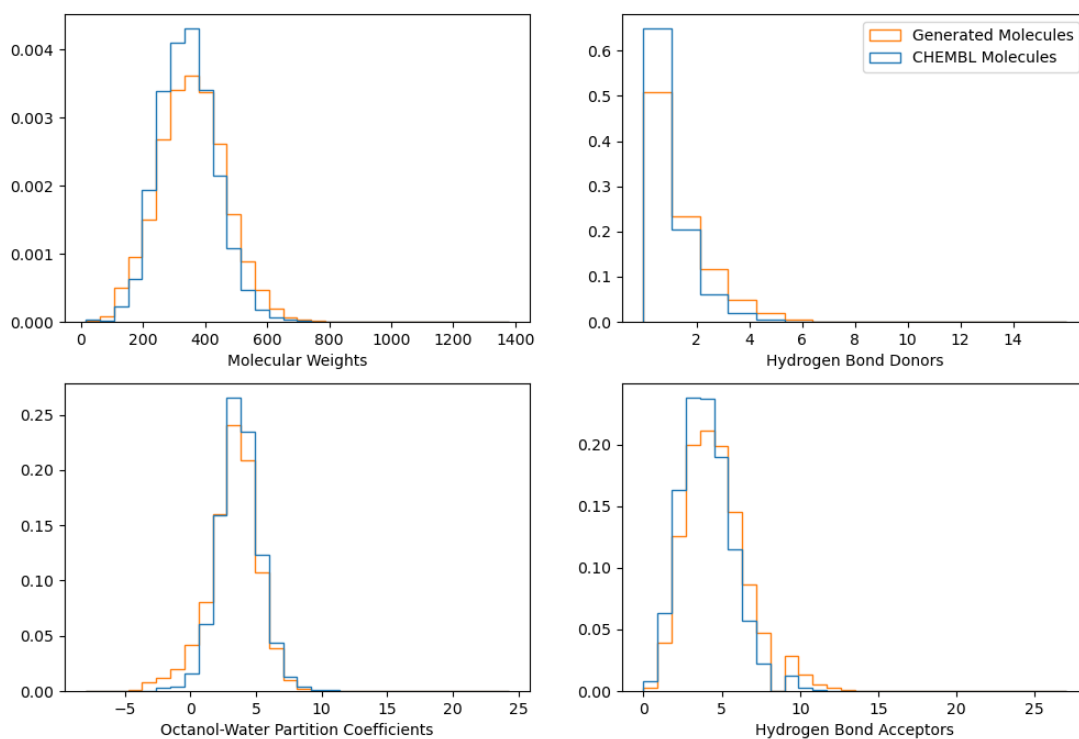 0.004
0.003
0.002
0.001
0.000
0 200 400 600 800 1000 1200 1400
Molecular Weights
Generated Molecules
CHEMBL Molecules
0.6
0.5
0.4
0.3
0.2
0.1
0.0
2 4 6 8 10 12 14
Hydrogen Bond Donors
0.25
0.20
0.15
0.10
0.05
0.00
−5 0 5 10 15 20 25
Octanol-Water Partition Coefficients
0.20
0.15
0.10
0.05
0.00
0 5 10 15 20 25
Hydrogen Bond Acceptors